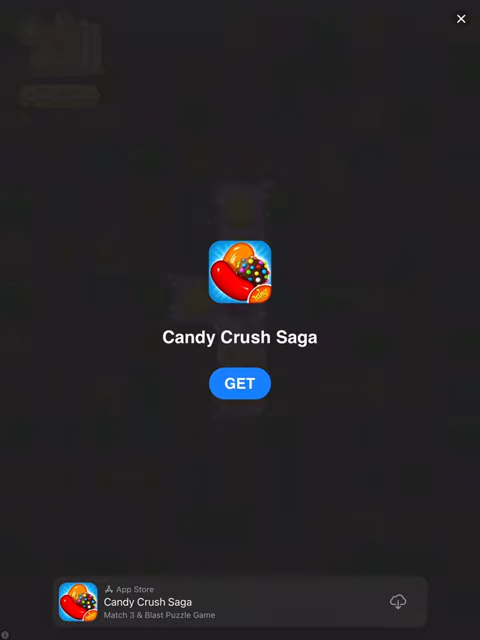 Candy Crush Saga
GET
App Store
Candy Crush Saga
Match 3 & Blast Puzzle Game